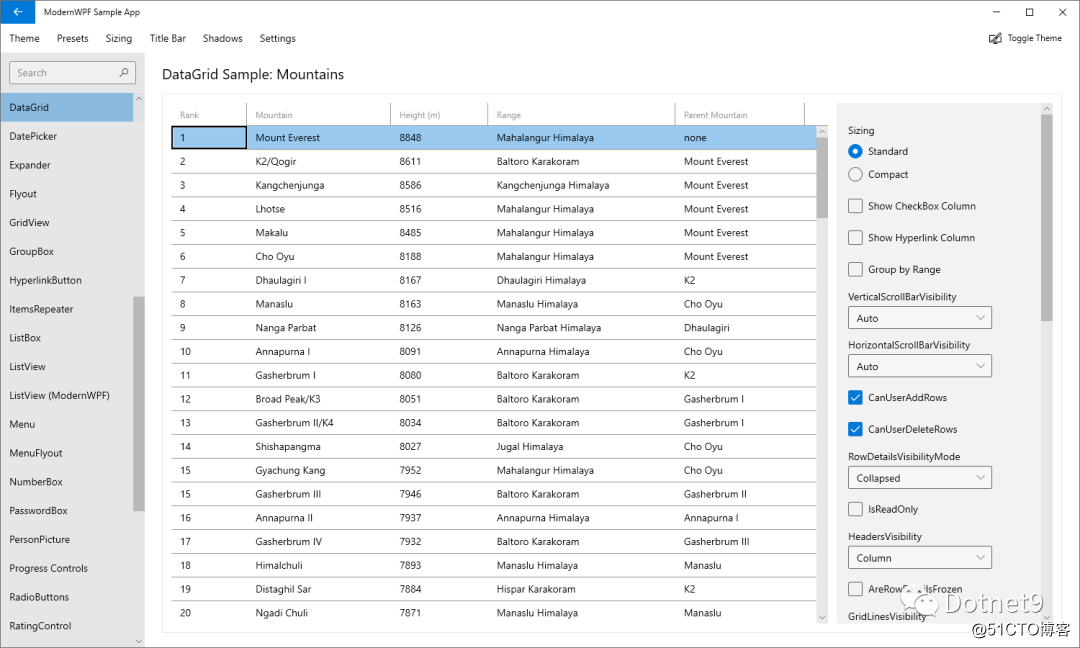 ModernWPF Sample App
Theme Presets Sizing Title Bar Shadows Settings Toggle Theme
Search
DataGrid
DatePicker
Expander
Flyout
GridView
GroupBox
HyperlinkButton
ItemsRepeater
ListBox
ListView
ListView (ModernWPF)
Menu
MenuFlyout
NumberBox
PasswordBox
PersonPicture
Progress Controls
RadioButtons
RatingControl
DataGrid Sample: Mountains
Rank Mountain Height (m) Range Parent Mountain
1 Mount Everest 8848 Mahalangur Himalaya none
2 K2/Qogir 8611 Baltoro Karakoram Mount Everest
3 Kangchenjunga 8586 Kangchenjunga Himalaya Mount Everest
4 Lhotse 8516 Mahalangur Himalaya Mount Everest
5 Makalu 8485 Mahalangur Himalaya Mount Everest
6 Cho Oyu 8188 Mahalangur Himalaya Mount Everest
7 Dhaulagiri I 8167 Dhaulagiri Himalaya K2
8 Manaslu 8163 Manaslu Himalaya Cho Oyu
9 Nanga Parbat 8126 Nanga Parbat Himalaya Dhaulagiri
10 Annapurna I 8091 Annapurna Himalaya Cho Oyu
11 Gasherbrum I 8080 Baltoro Karakoram K2
12 Broad Peak/K3 8051 Baltoro Karakoram Gasherbrum I
13 Gasherbrum II/K4 8034 Baltoro Karakoram Gasherbrum I
14 Shishapangma 8027 Jugal Himalaya Cho Oyu
15 Gyachung Kang 7952 Mahalangur Himalaya Cho Oyu
15 Gasherbrum III 7946 Baltoro Karakoram Gasherbrum II
16 Annapurna II 7937 Annapurna Himalaya Annapurna I
17 Gasherbrum IV 7932 Baltoro Karakoram Gasherbrum III
18 Himalchuli 7893 Manaslu Himalaya Manaslu
19 Distaghil Sar 7884 Hispar Karakoram K2
20 Ngadi Chuli 7871 Manaslu Himalaya Manaslu
Sizing
Standard
Compact
Show CheckBox Column
Show Hyperlink Column
Group by Range
VerticalScrollBarVisibility
Auto
HorizontalScrollBarVisibility
Auto
CanUserAddRows
CanUserDeleteRows
RowDetailsVisibilityMode
Collapsed
IsReadOnly
HeadersVisibility
Column
AreRowDetailsFrozen
GridLinesVisibility
Dotnet9
@51CTO博客